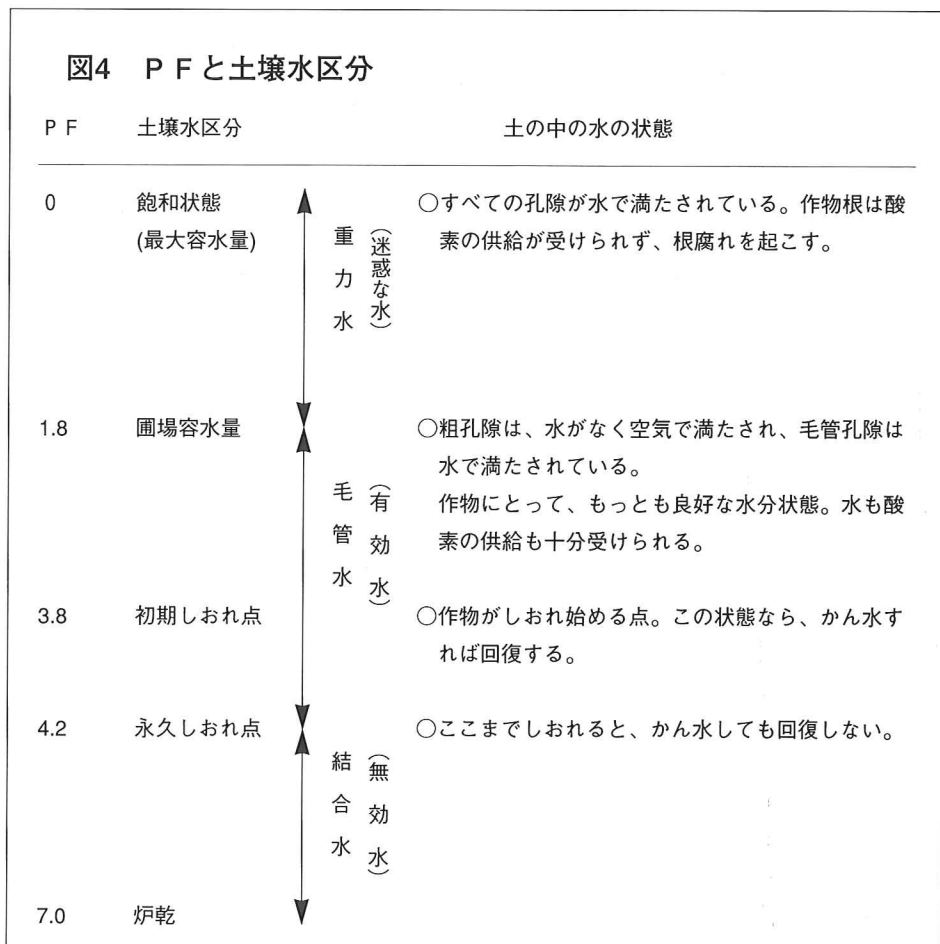 図4　ＰＦと土壌水区分
ＰＦ　土壌水区分　土の中の水の状態
0　飽和状態　○すべての孔隙が水で満たされている。作物根は酸
(最大容水量)　素の供給が受けられず、根腐れを起こす。
重力水
（迷惑な水）
1.8　圃場容水量　○粗孔隙は、水がなく空気で満たされ、毛管孔隙は
水で満たされている。
作物にとって、もっとも良好な水分状態。水も酸
素の供給も十分受けられる。
毛管水
（有効水）
3.8　初期しおれ点　○作物がしおれ始める点。この状態なら、かん水す
れば回復する。
4.2　永久しおれ点　○ここまでしおれると、かん水しても回復しない。
結合水
（無効水）
7.0　炉乾